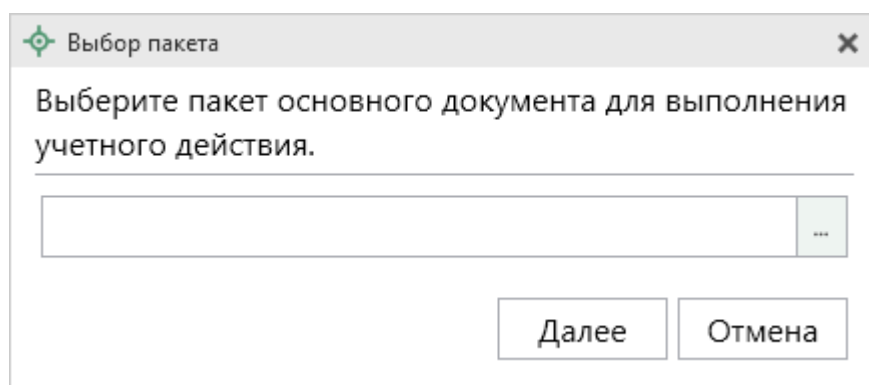 Выбор пакета
Выберите пакет основного документа для выполнения
учетного действия.
...
Далее
Отмена